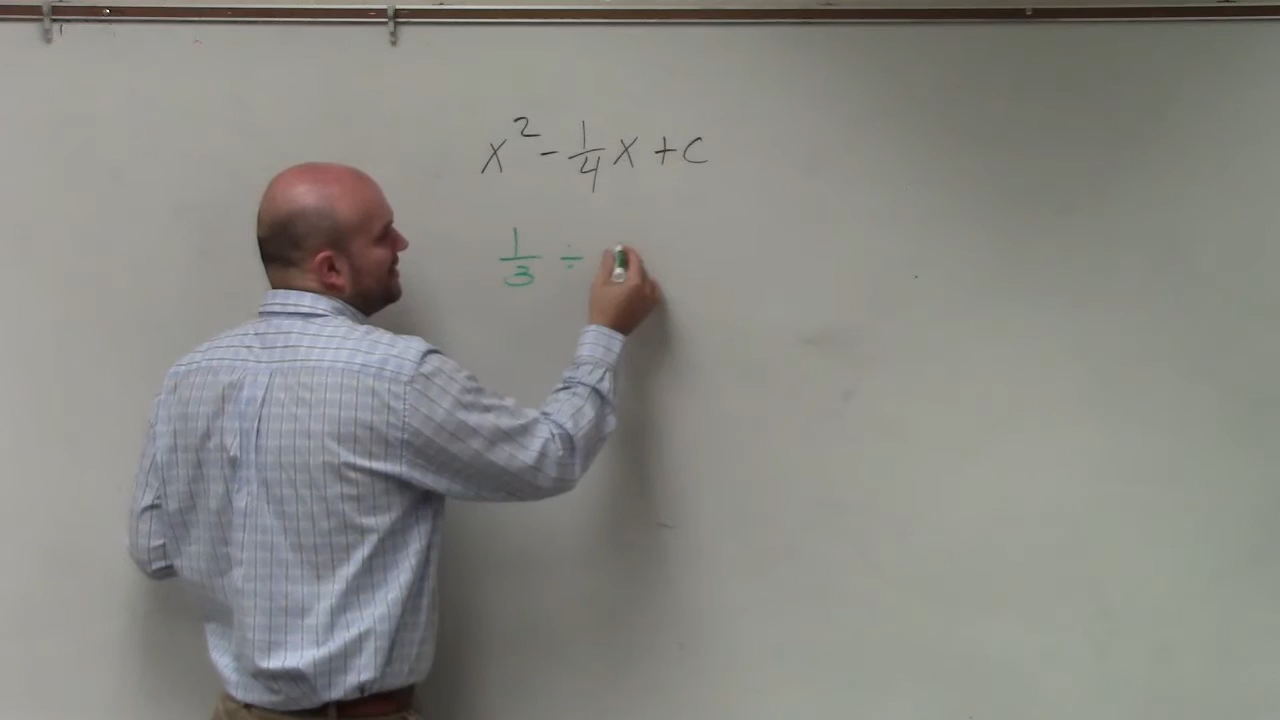 x² - 1/4 x + c
1/3 ÷